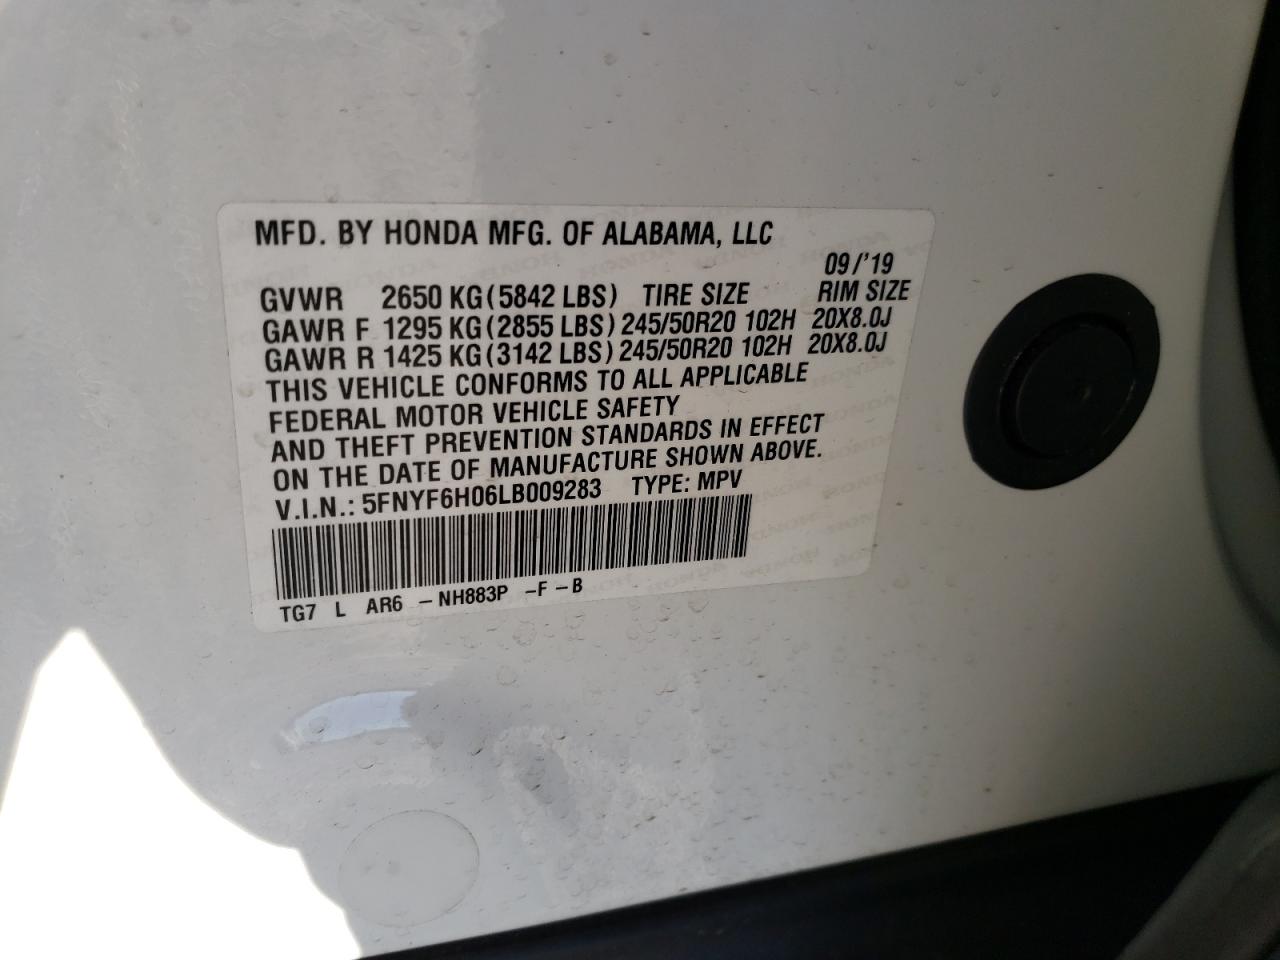 MFD. BY HONDA MFG. OF ALABAMA, LLC
09/'19
GVWR 2650 KG (5842 LBS) TIRE SIZE RIM SIZE
GAWR F 1295 KG (2855 LBS) 245/50R20 102H 20X8.0J
GAWR R 1425 KG (3142 LBS) 245/50R20 102H 20X8.0J
THIS VEHICLE CONFORMS TO ALL APPLICABLE
FEDERAL MOTOR VEHICLE SAFETY
AND THEFT PREVENTION STANDARDS IN EFFECT
ON THE DATE OF MANUFACTURE SHOWN ABOVE.
V.I.N.: 5FNYF6H06LB009283 TYPE: MPV
TG7 L AR6 -NH883P -F-B